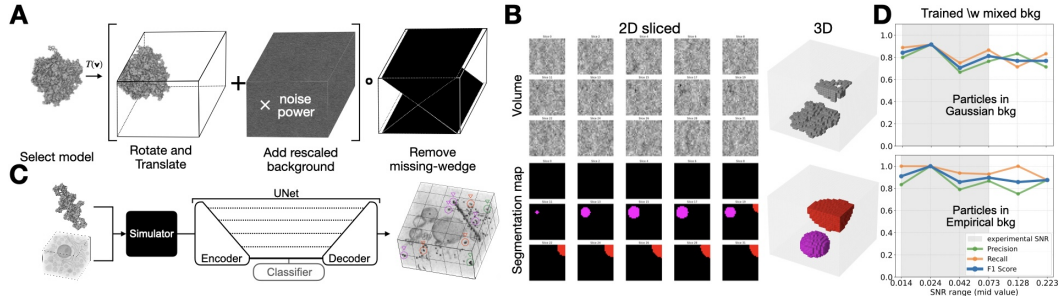 A
T(v)
+
× noise
power
Select model
Rotate and
Translate
Add rescaled
background
Remove
missing-wedge
B
2D sliced
3D
Volume
Segmentation map
C
Simulator
UNet
Encoder
Decoder
Classifier
D
Trained \w mixed bkg
1.0
0.8
0.6
0.4
0.2
0.0
Particles in
Gaussian bkg
1.0
0.8
0.6
0.4
0.2
0.0
Particles in
Empirical bkg
experimental SNR
Precision
Recall
F1 Score
0.014 0.024 0.042 0.073 0.128 0.223
SNR range (mid value)